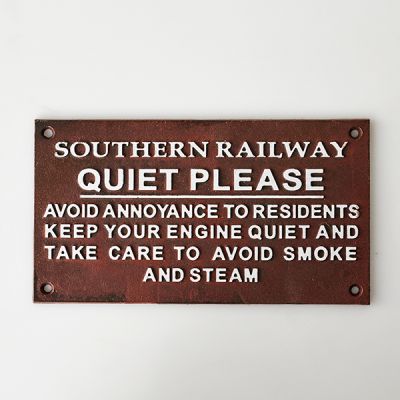 SOUTHERN RAILWAY
QUIET PLEASE
AVOID ANNOYANCE TO RESIDENTS
KEEP YOUR ENGINE QUIET AND
TAKE CARE TO AVOID SMOKE
AND STEAM